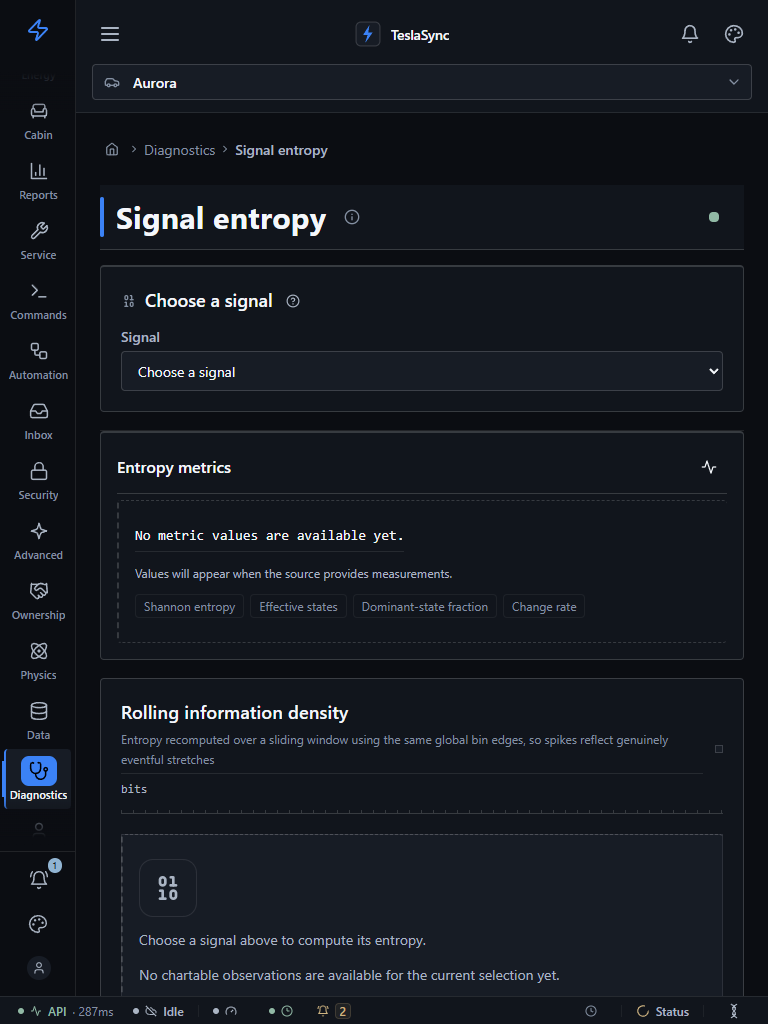 TeslaSync
Aurora
Cabin
Reports
Service
Commands
Automation
Inbox
Security
Advanced
Ownership
Physics
Data
Diagnostics
1
Diagnostics
Signal entropy
Signal entropy
01
10
Choose a signal
Signal
Choose a signal
Entropy metrics
No metric values are available yet.
Values will appear when the source provides measurements.
Shannon entropy
Effective states
Dominant-state fraction
Change rate
Rolling information density
Entropy recomputed over a sliding window using the same global bin edges, so spikes reflect genuinely
eventful stretches
bits
01
10
Choose a signal above to compute its entropy.
No chartable observations are available for the current selection yet.
API · 287ms
Idle
2
Status